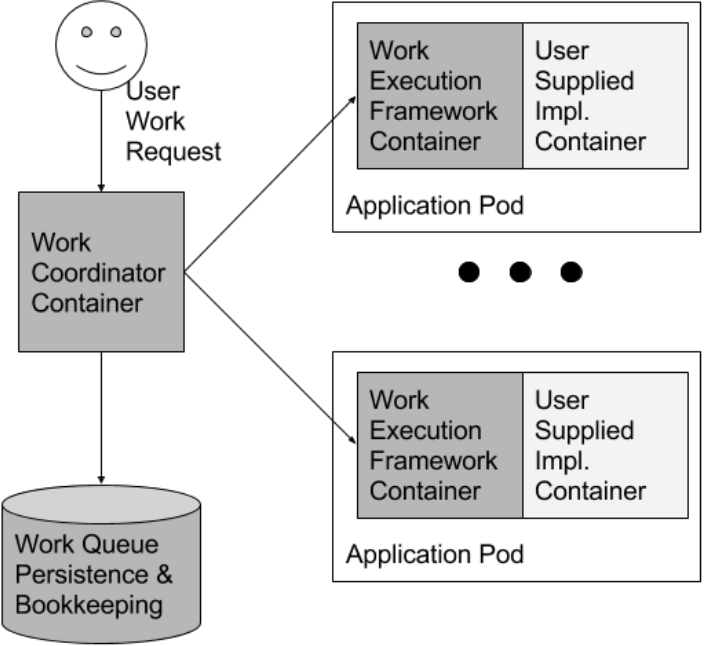 User
Work
Request
Work
Coordinator
Container
Work Queue
Persistence &
Bookkeeping
Work
Execution
Framework
Container
User
Supplied
Impl.
Container
Application Pod
Work
Execution
Framework
Container
User
Supplied
Impl.
Container
Application Pod